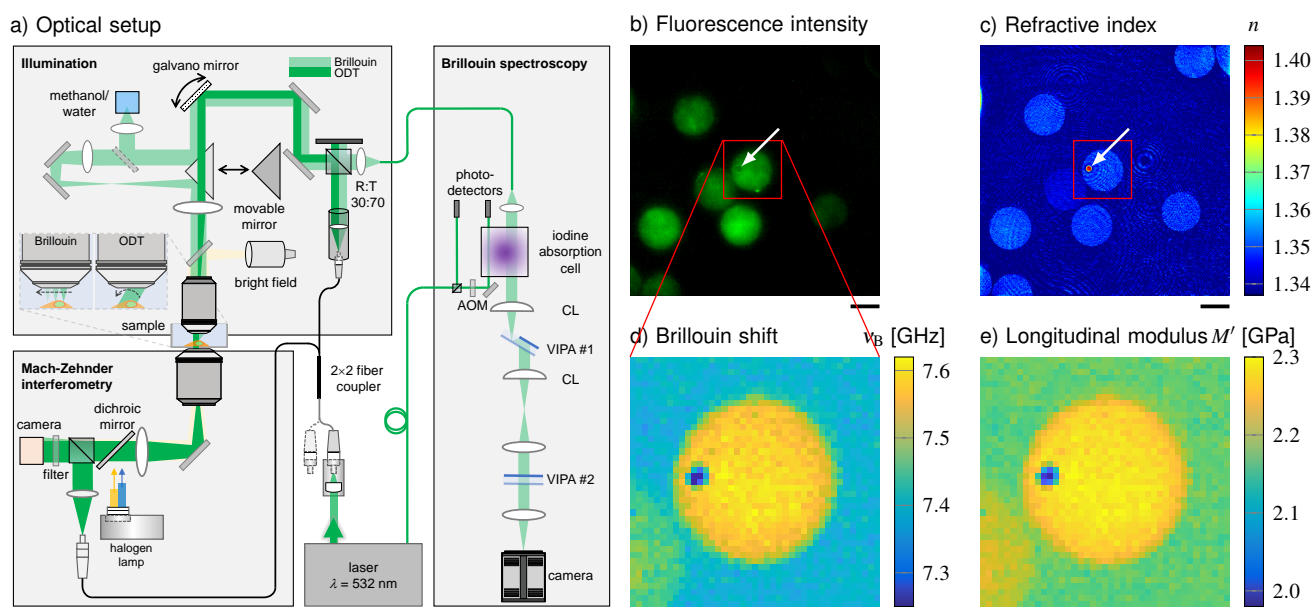 a) Optical setup
Illumination
galvano mirror
Brillouin
ODT
methanol/
water
movable
mirror
R:T
30:70
Brillouin
ODT
bright field
sample
Mach-Zehnder
interferometry
dichroic
mirror
camera
filter
halogen
lamp
2×2 fiber
coupler
laser
λ = 532 nm
Brillouin spectroscopy
photo-
detectors
iodine
absorption
cell
AOM
CL
VIPA #1
CL
VIPA #2
camera
b) Fluorescence intensity
c) Refractive index
n
1.40
1.39
1.38
1.37
1.36
1.35
1.34
d) Brillouin shift
νB [GHz]
7.6
7.5
7.4
7.3
e) Longitudinal modulus M′ [GPa]
2.3
2.2
2.1
2.0